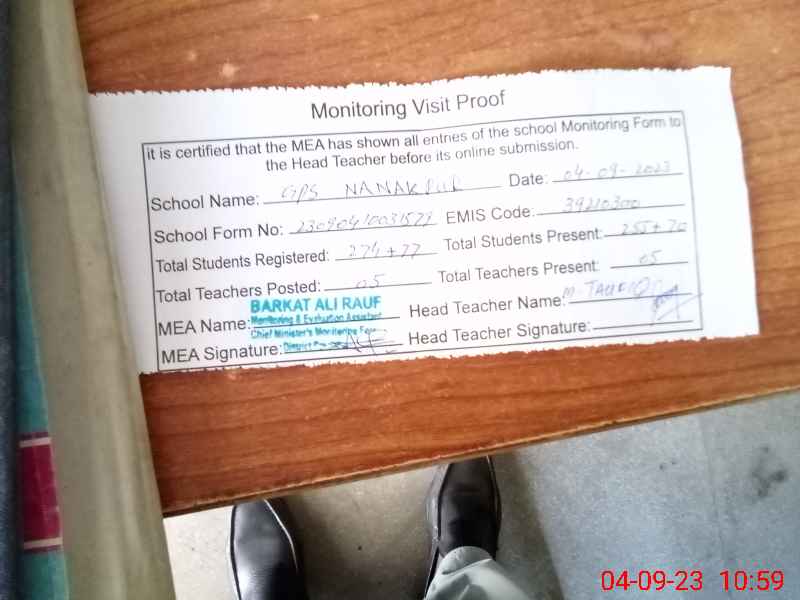 Monitoring Visit Proof
it is certified that the MEA has shown all entries of the school Monitoring Form to
the Head Teacher before its online submission.
School Name: GPS NANAKPUR Date: 04-09-2023
School Form No: EMIS Code: 39210300
Total Students Registered: 274+77 Total Students Present: 255+70
Total Teachers Posted: 05 Total Teachers Present: 05
BARKAT ALI RAUF
Monitoring & Evaluation Assistant
Chief Minister's Monitoring
District
MEA Name: Head Teacher Name:
MEA Signature: Head Teacher Signature:
04-09-23 10:59